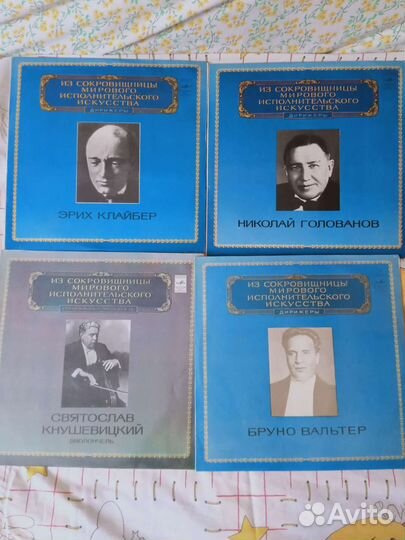 ИЗ СОКРОВИЩНИЦЫ
МИРОВОГО
ИСПОЛНИТЕЛЬСКОГО
ИСКУССТВА
ДИРИЖЕРЫ
ЭРИХ КЛАЙБЕР
ИЗ СОКРОВИЩНИЦЫ
МИРОВОГО
ИСПОЛНИТЕЛЬСКОГО
ИСКУССТВА
ДИРИЖЕРЫ
НИКОЛАЙ ГОЛОВАНОВ
ИЗ СОКРОВИЩНИЦЫ
МИРОВОГО
ИСПОЛНИТЕЛЬСКОГО
ИСКУССТВА
СВЯТОСЛАВ
КНУШЕВИЦКИЙ
ВИОЛОНЧЕЛЬ
ИЗ СОКРОВИЩНИЦЫ
МИРОВОГО
ИСПОЛНИТЕЛЬСКОГО
ИСКУССТВА
ДИРИЖЕРЫ
БРУНО ВАЛЬТЕР
Avito